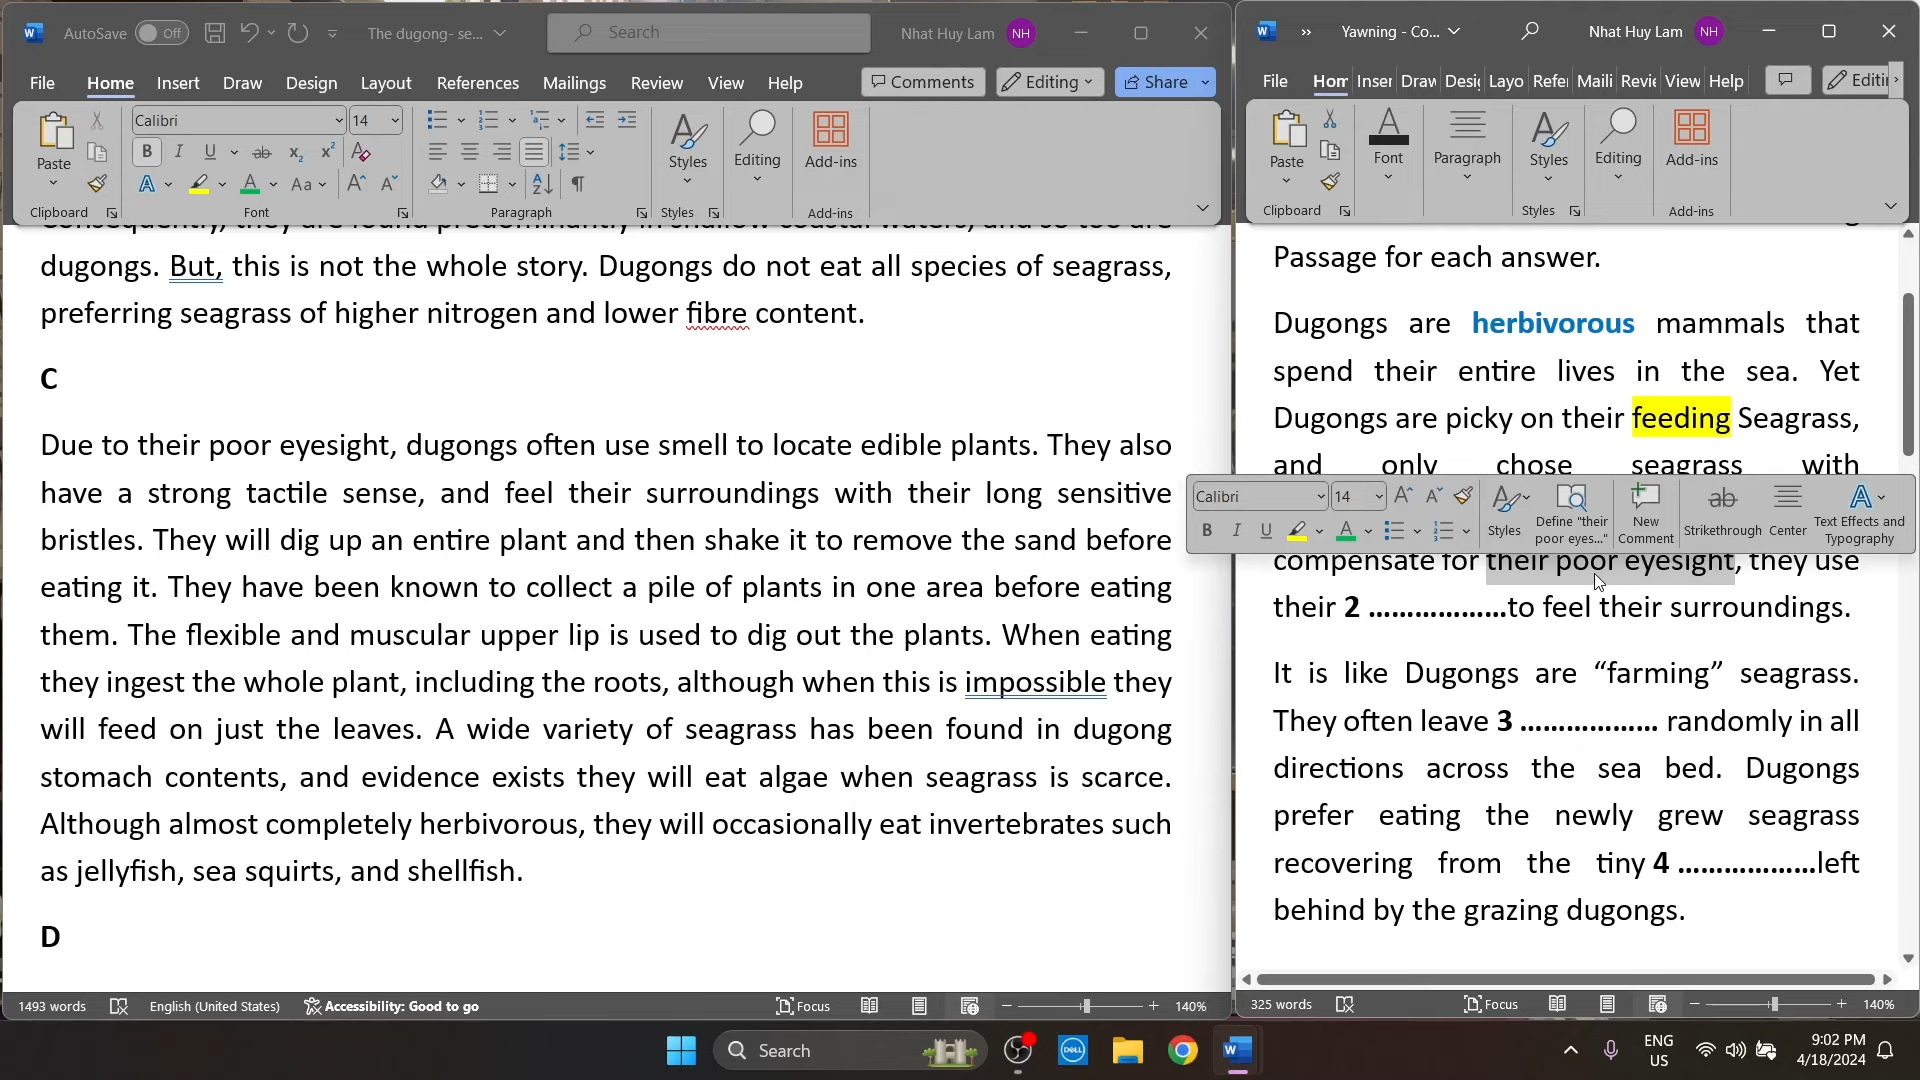 AutoSave Off The dugong- se... Search Nhat Huy Lam NH
File Home Insert Draw Design Layout References Mailings Review View Help Comments Editing Share
Calibri 14
Paste Styles Editing Add-ins
Clipboard Font Paragraph Styles Add-ins
Consequently, they are found predominantly in shallow coastal waters, and so too are
dugongs. But, this is not the whole story. Dugongs do not eat all species of seagrass,
preferring seagrass of higher nitrogen and lower fibre content.
C
Due to their poor eyesight, dugongs often use smell to locate edible plants. They also
have a strong tactile sense, and feel their surroundings with their long sensitive
bristles. They will dig up an entire plant and then shake it to remove the sand before
eating it. They have been known to collect a pile of plants in one area before eating
them. The flexible and muscular upper lip is used to dig out the plants. When eating
they ingest the whole plant, including the roots, although when this is impossible they
will feed on just the leaves. A wide variety of seagrass has been found in dugong
stomach contents, and evidence exists they will eat algae when seagrass is scarce.
Although almost completely herbivorous, they will occasionally eat invertebrates such
as jellyfish, sea squirts, and shellfish.
D
1493 words English (United States) Accessibility: Good to go Focus 140%
Yawning - Co... Nhat Huy Lam NH
File Hom Inser Draw Desig Layo Refer Maili Revie View Help Editi
Paste Font Paragraph Styles Editing Add-ins
Clipboard Styles Add-ins
Passage for each answer.
Dugongs are herbivorous mammals that
spend their entire lives in the sea. Yet
Dugongs are picky on their feeding Seagrass,
and only chose seagrass with
Calibri 14
Styles Define "their poor eyes..." New Comment Strikethrough Center Text Effects and Typography
compensate for their poor eyesight, they use
their 2 ..................to feel their surroundings.
It is like Dugongs are “farming” seagrass.
They often leave 3 .................. randomly in all
directions across the sea bed. Dugongs
prefer eating the newly grew seagrass
recovering from the tiny 4 ..................left
behind by the grazing dugongs.
325 words Focus 140%
Search DELL ENG US 9:02 PM 4/18/2024